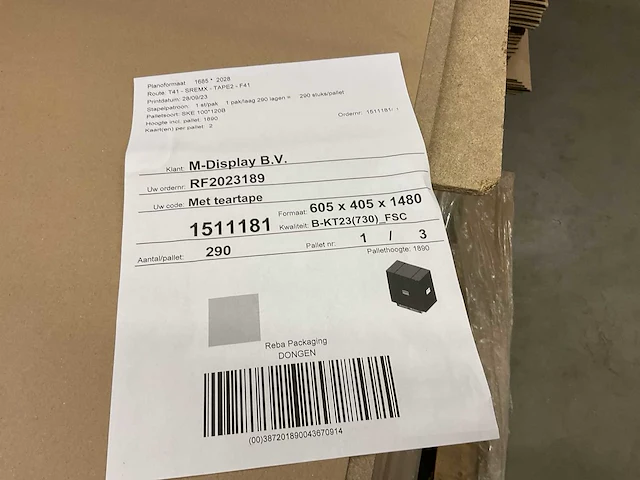 Planoformaat 1685 * 2028
Route: T41 - SREMX - TAPE2 - F41
Printdatum: 28/09/23
Stapelpatroon: 1 st/pak 1 pak/laag 290 lagen = 290 stuks/pallet
Palletsoort: SKE 100*120B
Hoogte incl. pallet: 1890
Kaart(en) per pallet: 2
Ordernr: 1511181
Klant: M-Display B.V.
Uw ordernr: RF2023189
Uw code: Met teartape
1511181 Formaat: 605 x 405 x 1480
Kwaliteit: B-KT23(730)_FSC
Aantal/pallet: 290 Pallet nr: 1 / 3
Pallethoogte: 1890
Reba Packaging
DONGEN
(00)387201890043670914